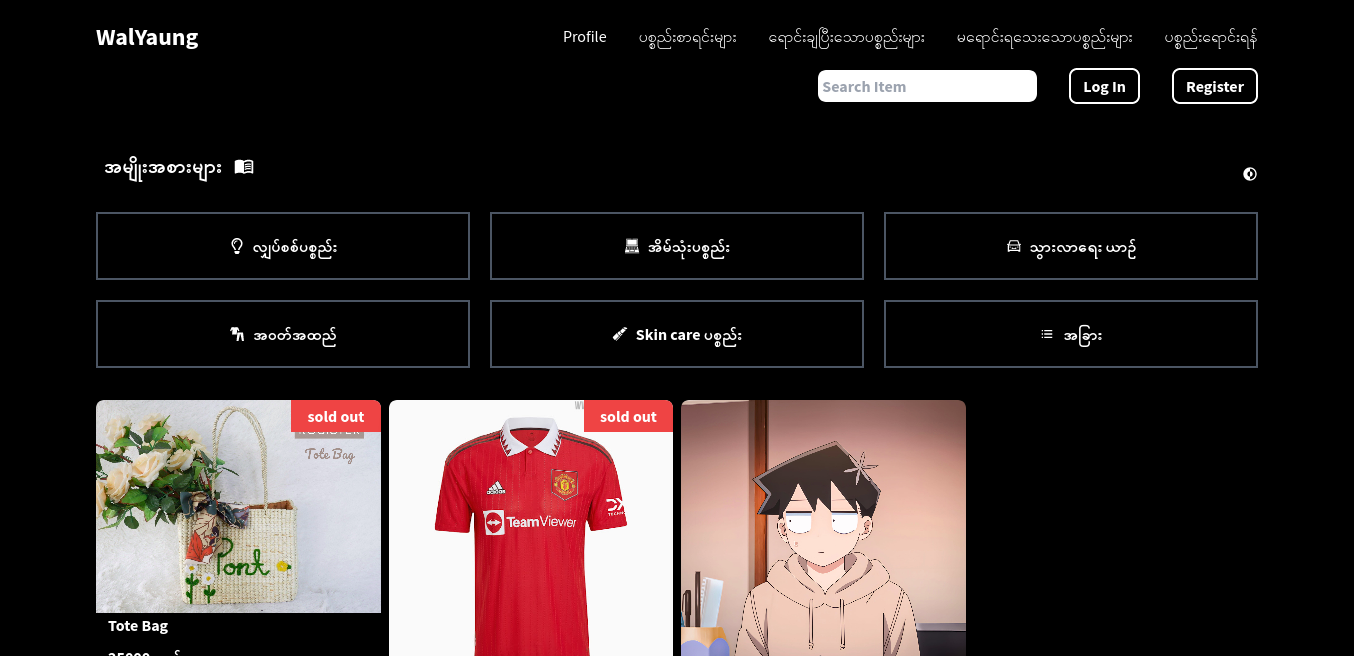 WalYaung
Profile ပစ္စည်းစာရင်းများ ရောင်းချပြီးသောပစ္စည်းများ မရောင်းရသေးသောပစ္စည်းများ ပစ္စည်းရောင်းရန်
Search Item Log In Register
အမျိုးအစားများ
လျှပ်စစ်ပစ္စည်း အိမ်သုံးပစ္စည်း သွားလာရေး ယာဉ်
အဝတ်အထည် Skin care ပစ္စည်း အခြား
sold out sold out
Tote Bag
adidas
TeamViewer
Pont
Tote Bag